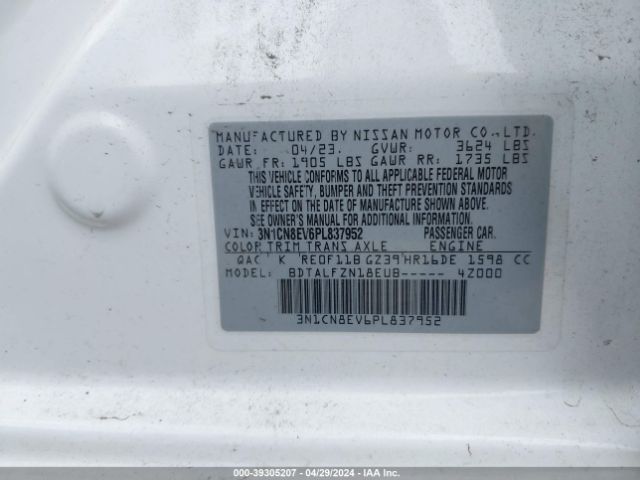 MANUFACTURED BY NISSAN MOTOR CO.,LTD.
DATE: 04/23. GVWR: 3624 LBS
GAWR FR: 1905 LBS GAWR RR: 1735 LBS
THIS VEHICLE CONFORMS TO ALL APPLICABLE FEDERAL MOTOR
VEHICLE SAFETY, BUMPER AND THEFT PREVENTION STANDARDS
IN EFFECT ON THE DATE OF MANUFACTURE SHOWN ABOVE.
SEE OWNER'S MANUAL FOR ADDITIONAL INFORMATION.
VIN: 3N1CN8EV6PL837952 PASSENGER CAR
COLOR TRIM TRANS AXLE ENGINE
QAC K RE0F11B GZ39 HR16DE 1598 CC
MODEL: BDTALFZN18EUB----- 4Z000
3N1CN8EV6PL837952
000-39305207 - 04/29/2024 - IAA, Inc.